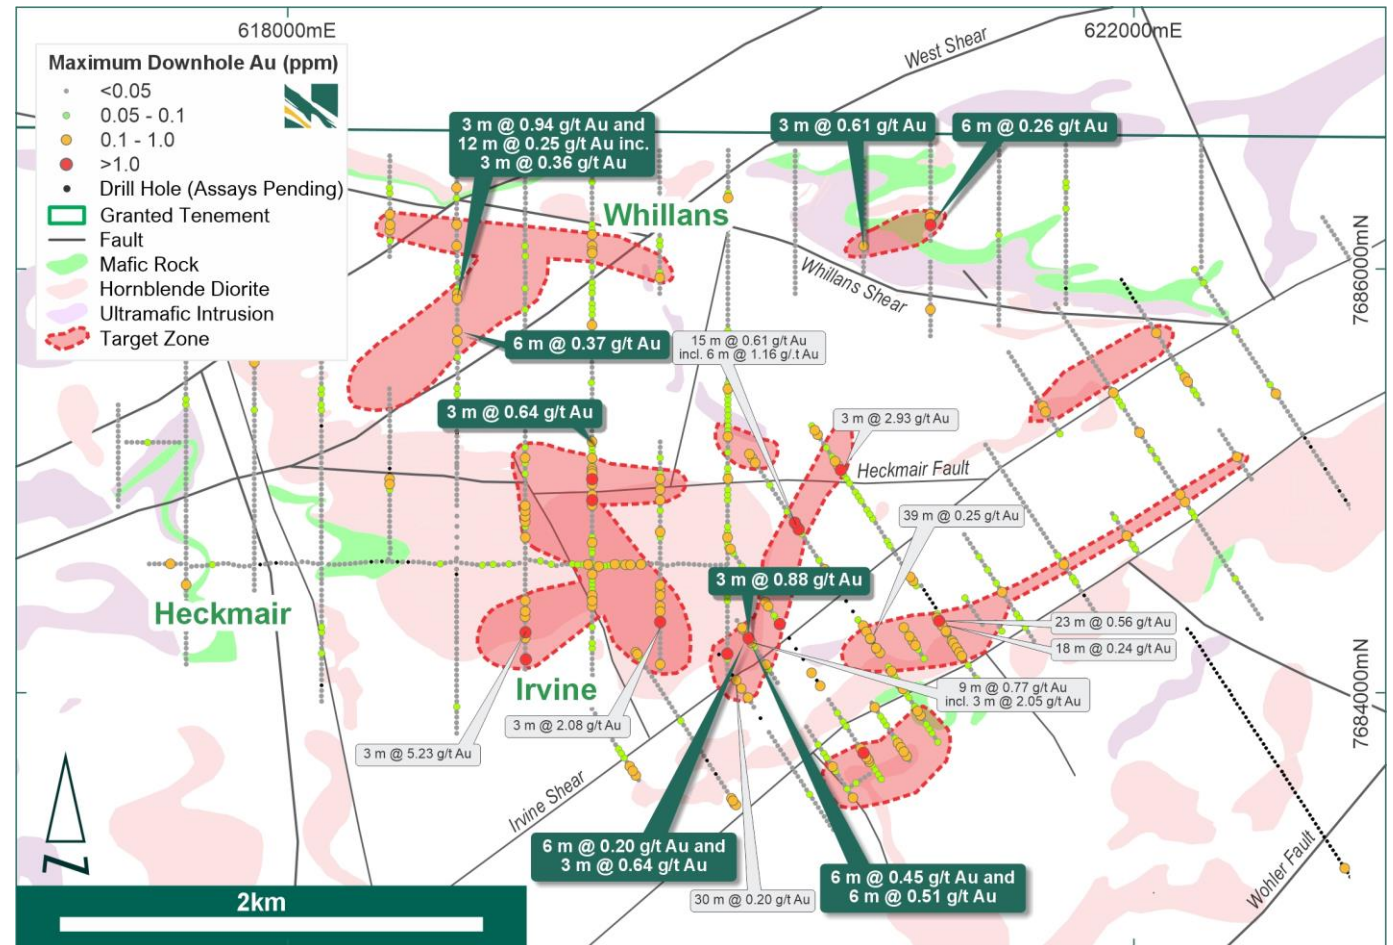 618000mE
622000mE
Maximum Downhole Au (ppm)
<0.05
0.05 - 0.1
0.1 - 1.0
>1.0
Drill Hole (Assays Pending)
Granted Tenement
Fault
Mafic Rock
Hornblende Diorite
Ultramafic Intrusion
Target Zone
West Shear
3 m @ 0.94 g/t Au and
12 m @ 0.25 g/t Au inc.
3 m @ 0.36 g/t Au
3 m @ 0.61 g/t Au
6 m @ 0.26 g/t Au
Whillans
Whillans Shear
7686000mN
6 m @ 0.37 g/t Au
15 m @ 0.61 g/t Au
incl. 6 m @ 1.16 g/.t Au
3 m @ 0.64 g/t Au
3 m @ 2.93 g/t Au
Heckmair Fault
39 m @ 0.25 g/t Au
3 m @ 0.88 g/t Au
Heckmair
23 m @ 0.56 g/t Au
18 m @ 0.24 g/t Au
Irvine
9 m @ 0.77 g/t Au
incl. 3 m @ 2.05 g/t Au
7684000mN
3 m @ 2.08 g/t Au
3 m @ 5.23 g/t Au
Irvine Shear
6 m @ 0.20 g/t Au and
3 m @ 0.64 g/t Au
6 m @ 0.45 g/t Au and
6 m @ 0.51 g/t Au
30 m @ 0.20 g/t Au
Wohler Fault
Z
2km